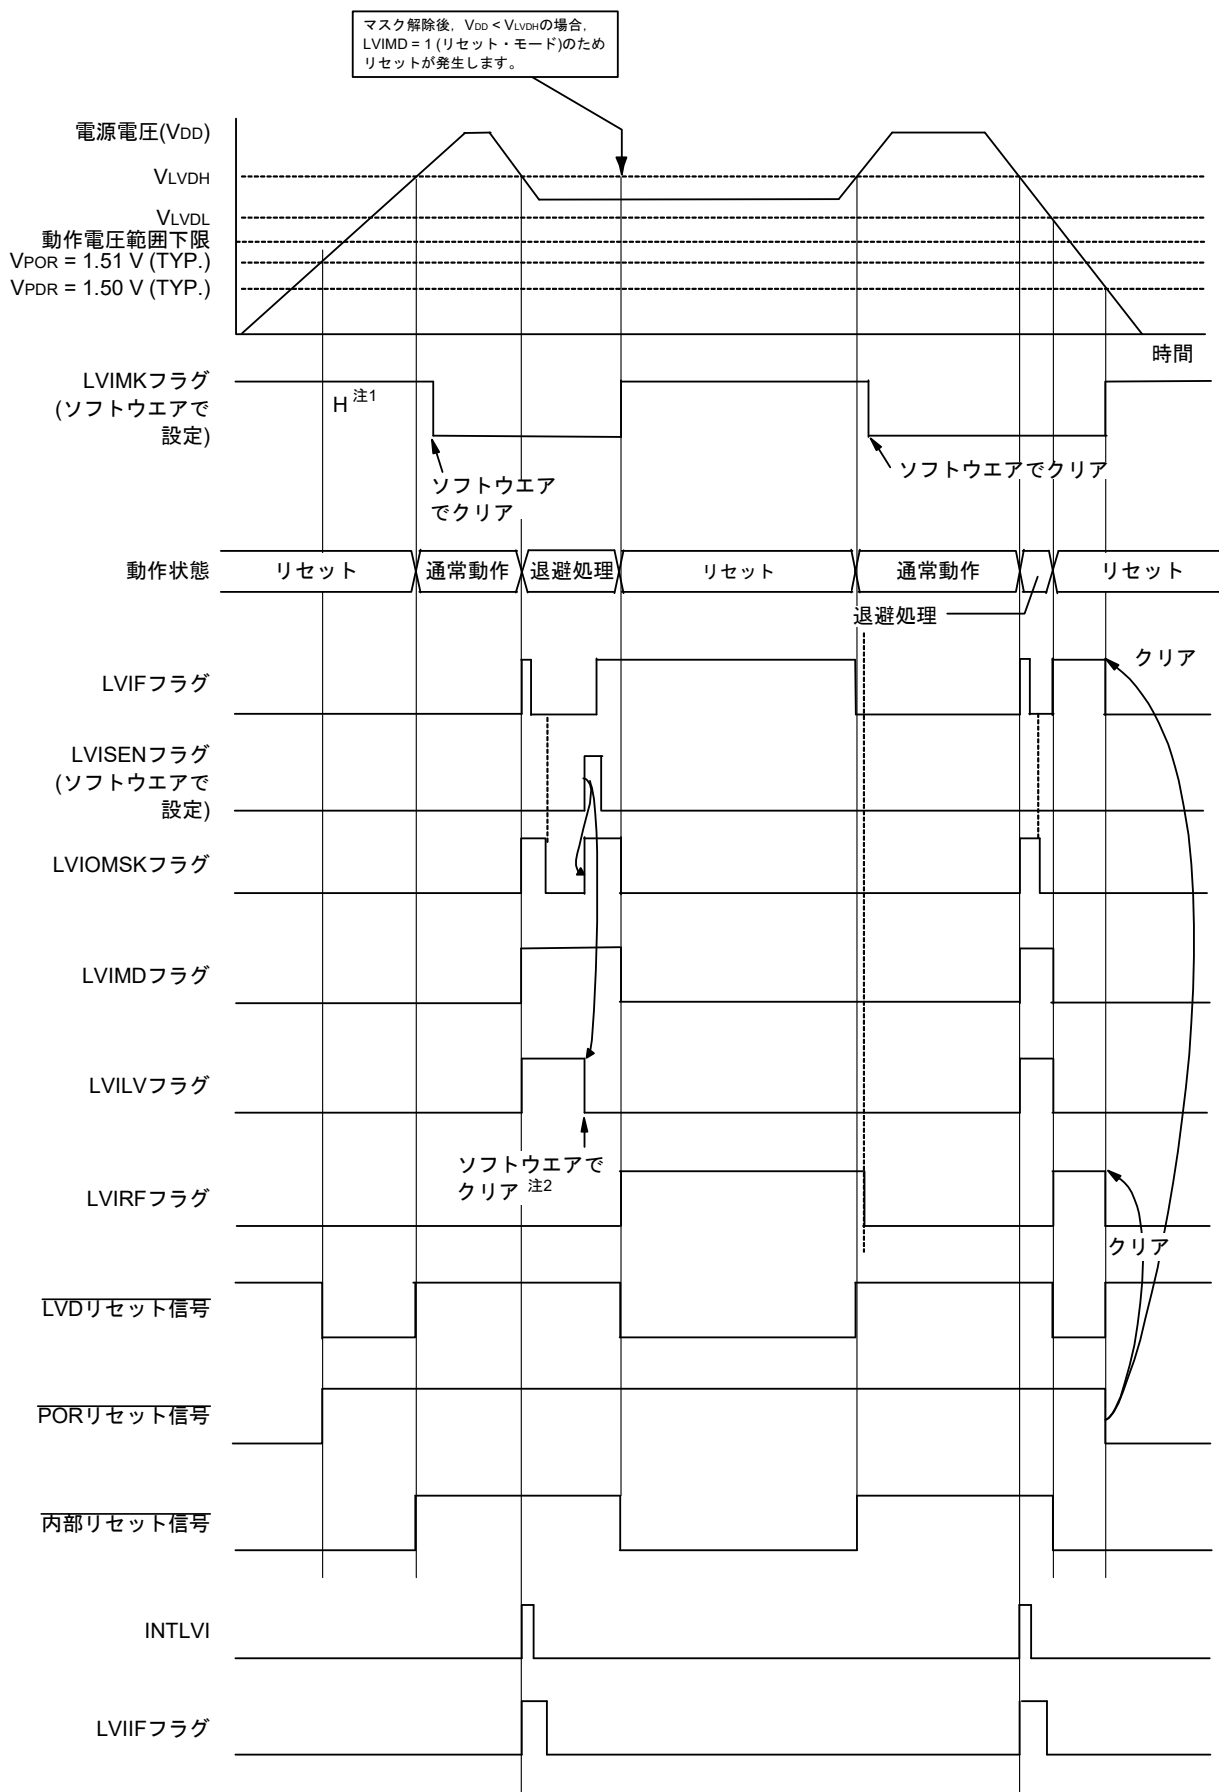 マスク解除後，VDD < VLVDHの場合，
LVIMD = 1 (リセット・モード)のため
リセットが発生します。
電源電圧(VDD)
VLVDH
VLVDL
動作電圧範囲下限
VPOR = 1.51 V (TYP.)
VPDR = 1.50 V (TYP.)
時間
LVIMKフラグ
(ソフトウエアで
設定)
H 注1
ソフトウエア
でクリア
ソフトウエアでクリア
動作状態
リセット
通常動作
退避処理
リセット
通常動作
リセット
退避処理
LVIFフラグ
クリア
LVISENフラグ
(ソフトウエアで
設定)
LVIOMSKフラグ
LVIMDフラグ
LVILVフラグ
ソフトウエアで
クリア 注2
LVIRFフラグ
クリア
LVDリセット信号
PORリセット信号
内部リセット信号
INTLVI
LVIIFフラグ